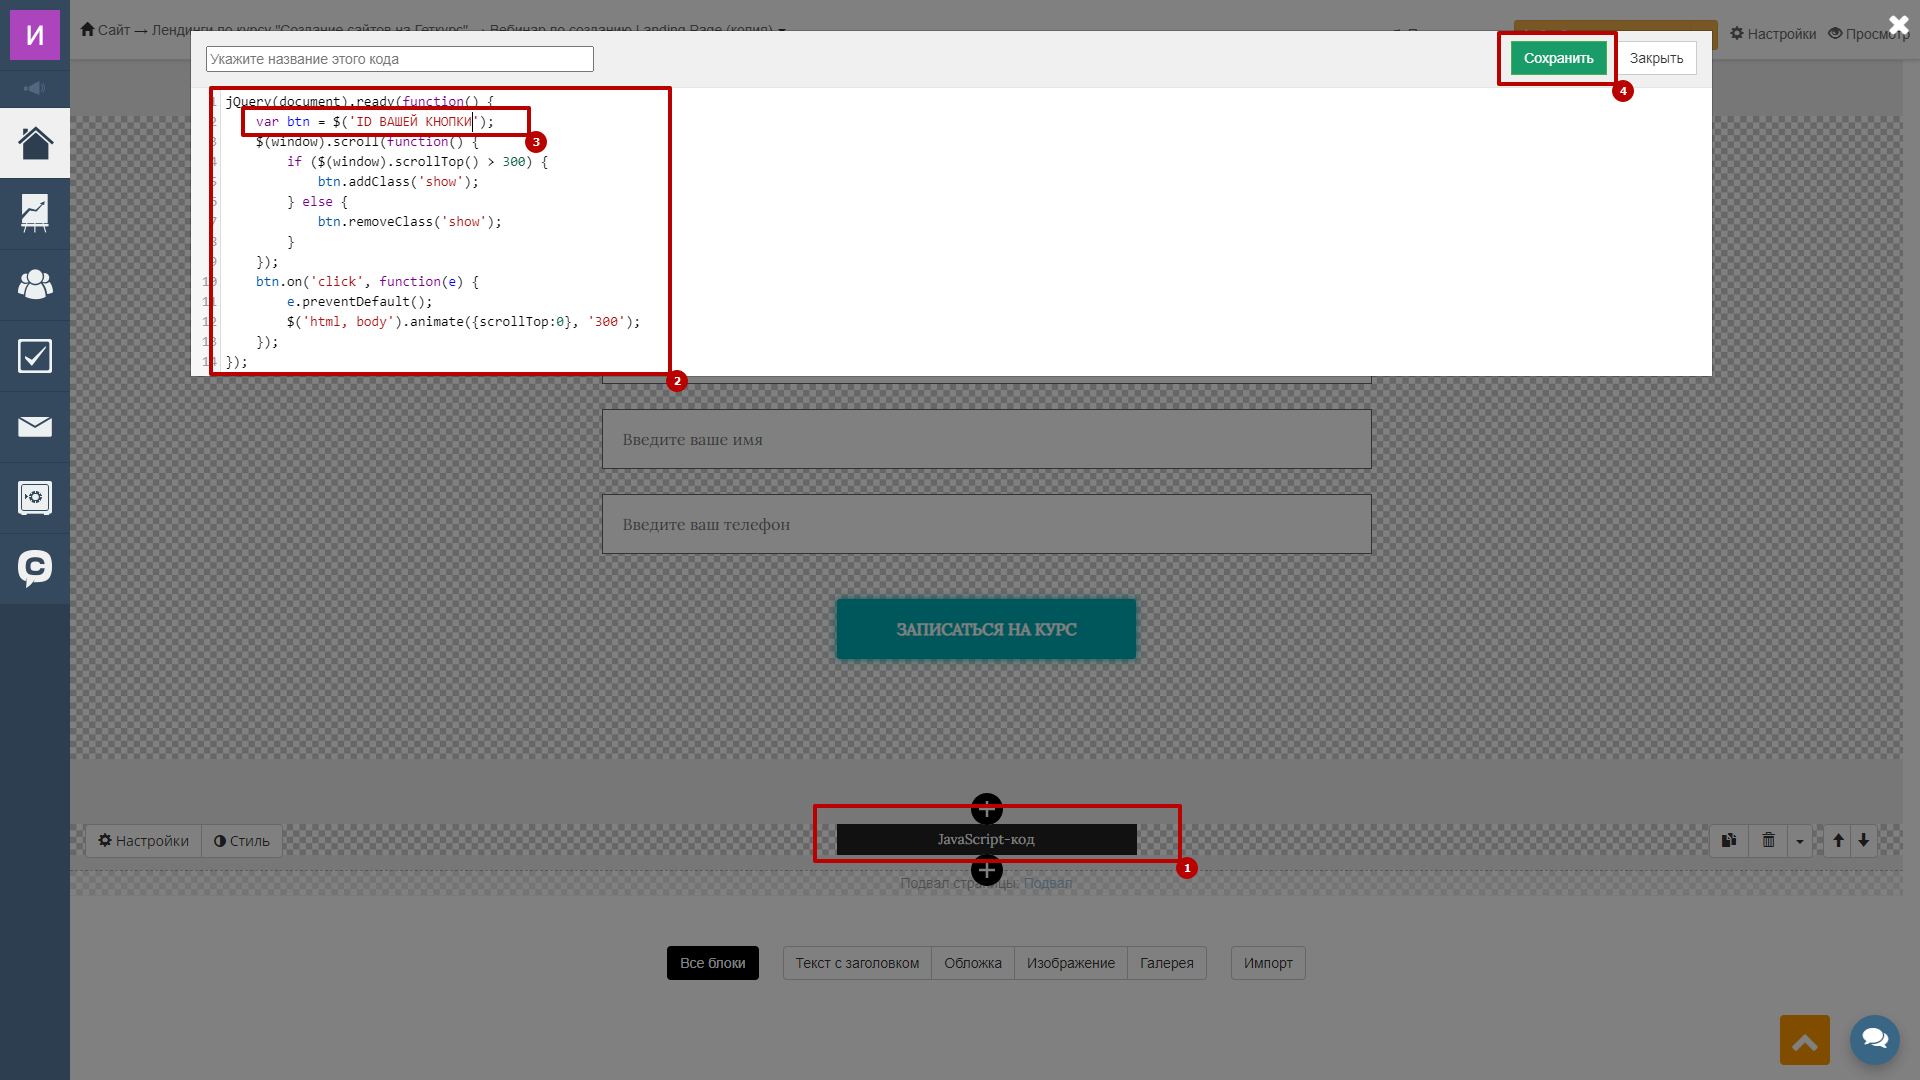 И
Сайт → Лендинги по курсу "Создание сайтов на Геткурс" → Вебинар по созданию Landing Page (копия)
Настройки
Просмотр
Укажите название этого кода
Сохранить
Закрыть
4
1 jQuery(document).ready(function() {
2 var btn = $('ID ВАШЕЙ КНОПКИ');
3
3 $(window).scroll(function() {
4 if ($(window).scrollTop() > 300) {
5 btn.addClass('show');
6 } else {
7 btn.removeClass('show');
8 }
9 });
10 btn.on('click', function(e) {
11 e.preventDefault();
12 $('html, body').animate({scrollTop:0}, '300');
13 });
14 });
2
Введите ваше имя
Введите ваш телефон
ЗАПИСАТЬСЯ НА КУРС
Настройки
Стиль
JavaScript-код
1
Подвал страницы: Подвал
Все блоки
Текст с заголовком
Обложка
Изображение
Галерея
Импорт